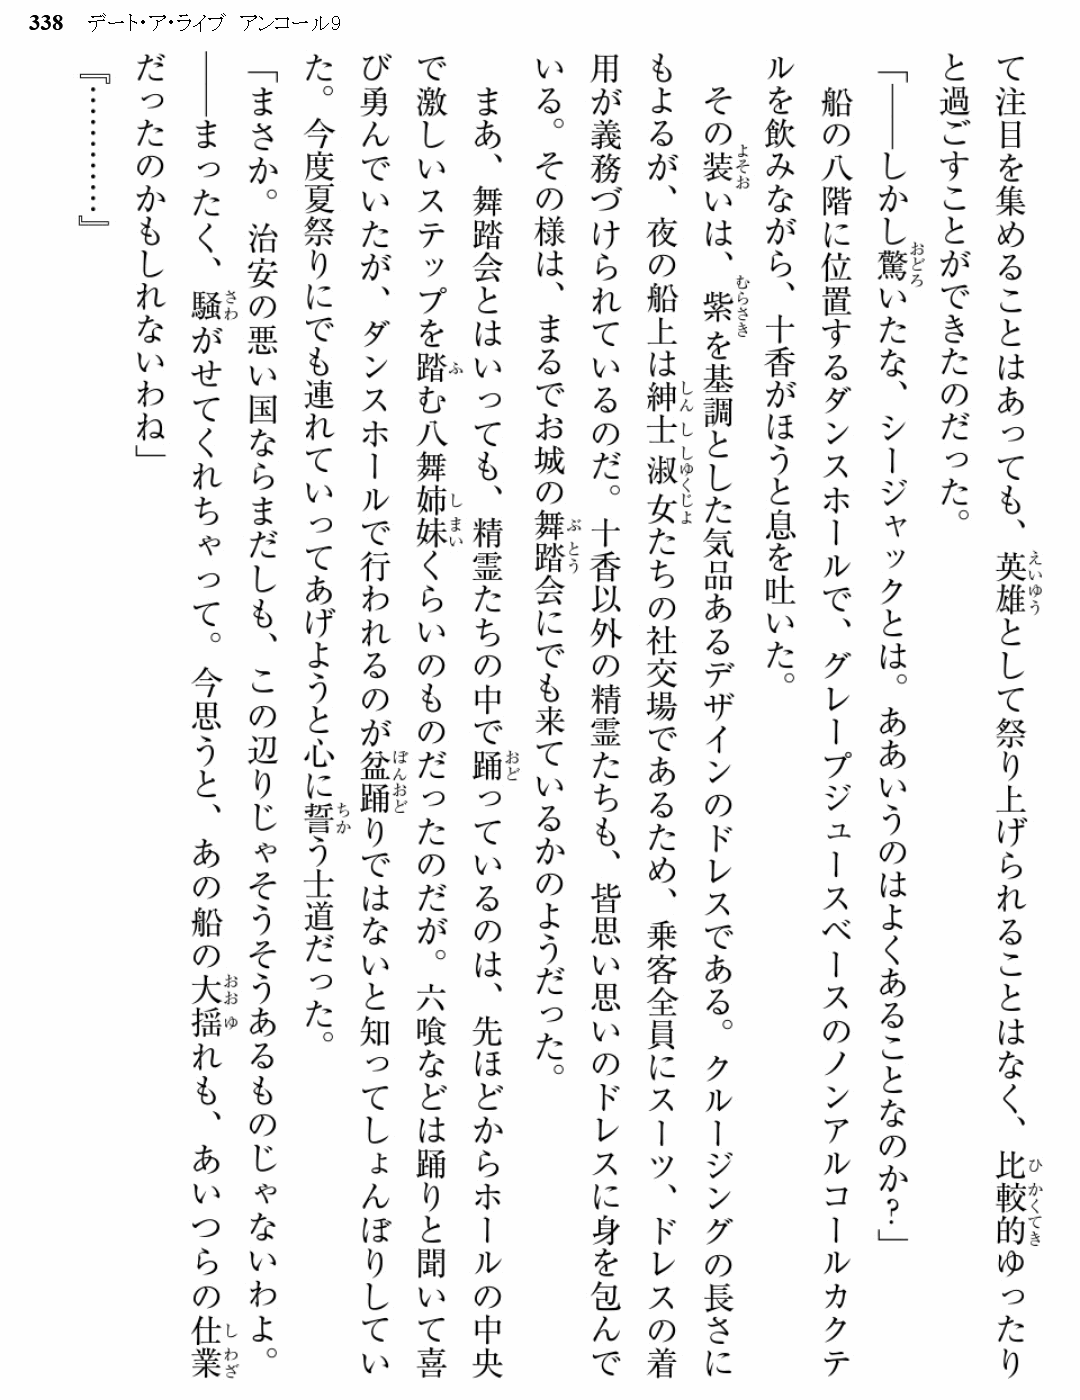 338 デート・ア・ライブ アンコール9
て注目を集めることはあっても、英雄として祭り上げられることはなく、比較的ゆったり
と過ごすことができたのだった。
「――しかし驚いたな、シージャックとは。ああいうのはよくあることなのか?」
船の八階に位置するダンスホールで、グレープジュースベースのノンアルコールカクテ
ルを飲みながら、十香がほうと息を吐いた。
その装いは、紫を基調とした気品あるデザインのドレスである。クルージングの長さに
もよるが、夜の船上は紳士淑女たちの社交場であるため、乗客全員にスーツ、ドレスの着
用が義務づけられているのだ。十香以外の精霊たちも、皆思い思いのドレスに身を包んで
いる。その様は、まるでお城の舞踏会にでも来ているかのようだった。
まあ、舞踏会とはいっても、精霊たちの中で踊っているのは、先ほどからホールの中央
で激しいステップを踏む八舞姉妹くらいのものだったのだが。六喰などは踊りと聞いて喜
び勇んでいたが、ダンスホールで行われるのが盆踊りではないと知ってしょんぼりしてい
た。今度夏祭りにでも連れていってあげようと心に誓う士道だった。
「まさか。治安の悪い国ならまだしも、この辺りじゃそうそうあるものじゃないわよ。
――まったく、騒がせてくれちゃって。今思うと、あの船の大揺れも、あいつらの仕業
だったのかもしれないわね」
『…………』